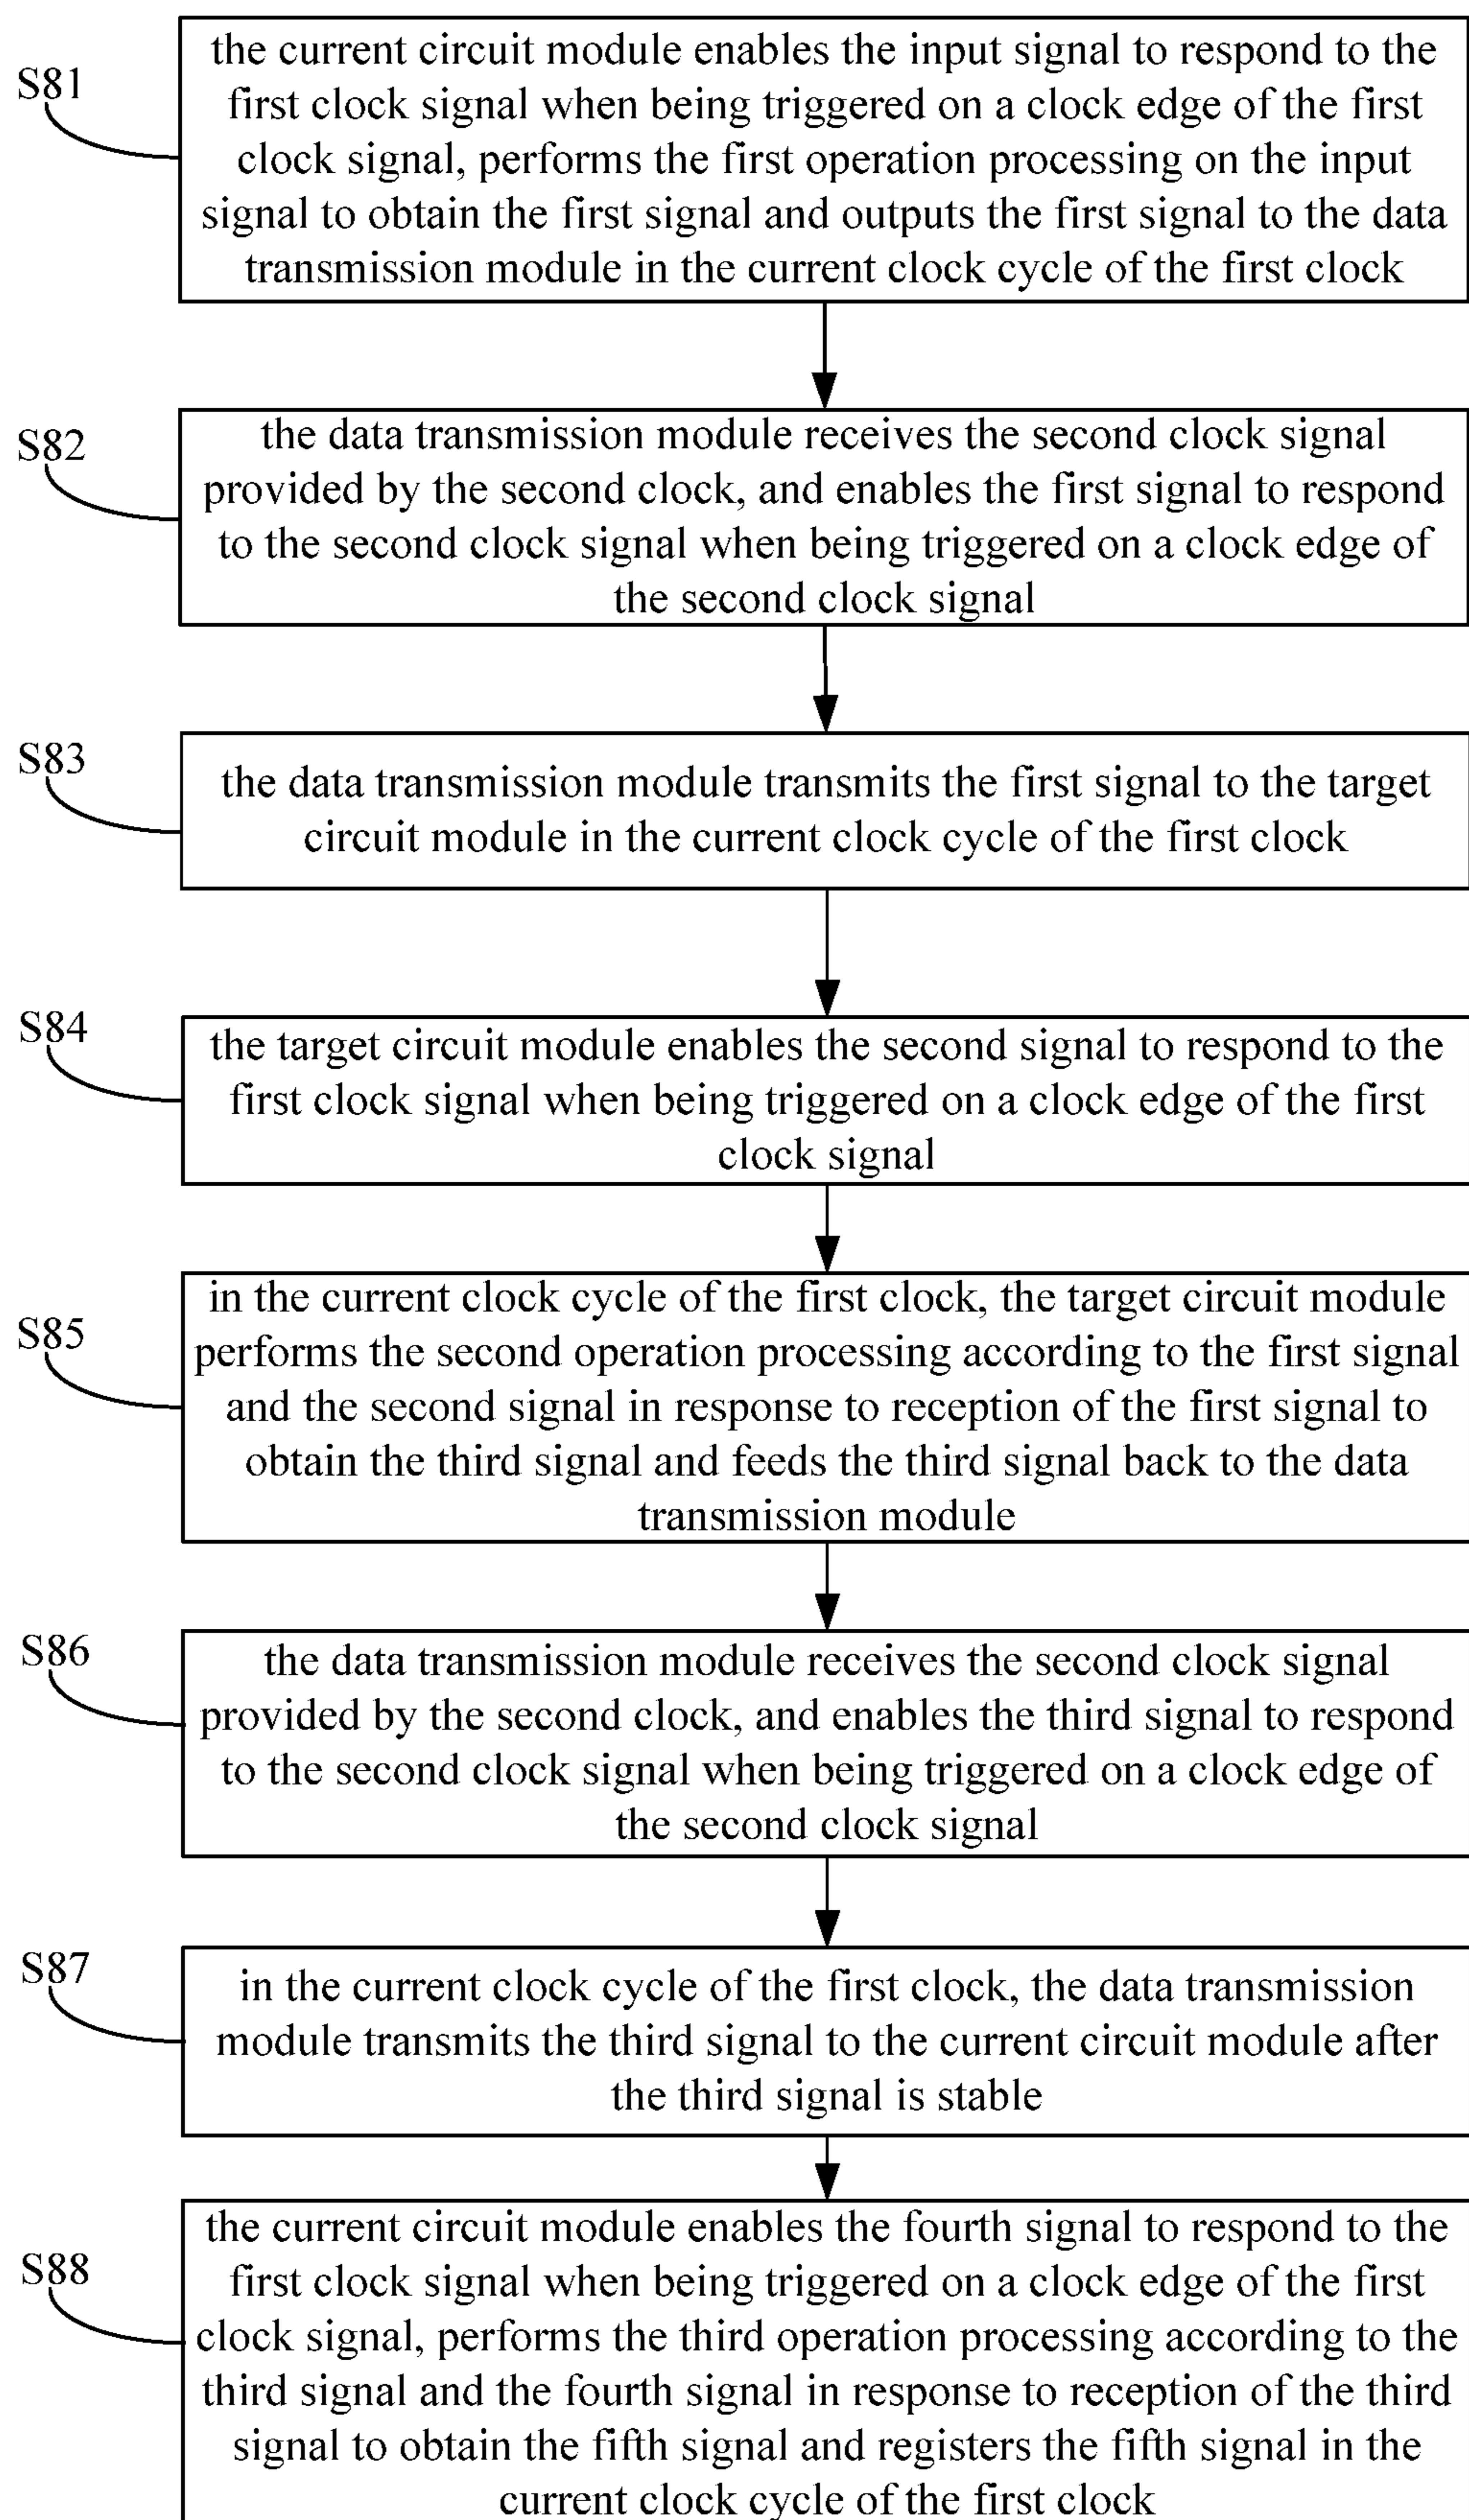 S81
the current circuit module enables the input signal to respond to the
first clock signal when being triggered on a clock edge of the first
clock signal, performs the first operation processing on the input
signal to obtain the first signal and outputs the first signal to the data
transmission module in the current clock cycle of the first clock
S82
the data transmission module receives the second clock signal
provided by the second clock, and enables the first signal to respond
to the second clock signal when being triggered on a clock edge of
the second clock signal
S83
the data transmission module transmits the first signal to the target
circuit module in the current clock cycle of the first clock
S84
the target circuit module enables the second signal to respond to the
first clock signal when being triggered on a clock edge of the first
clock signal
S85
in the current clock cycle of the first clock, the target circuit module
performs the second operation processing according to the first signal
and the second signal in response to reception of the first signal to
obtain the third signal and feeds the third signal back to the data
transmission module
S86
the data transmission module receives the second clock signal
provided by the second clock, and enables the third signal to respond
to the second clock signal when being triggered on a clock edge of
the second clock signal
S87
in the current clock cycle of the first clock, the data transmission
module transmits the third signal to the current circuit module after
the third signal is stable
S88
the current circuit module enables the fourth signal to respond to the
first clock signal when being triggered on a clock edge of the first
clock signal, performs the third operation processing according to the
third signal and the fourth signal in response to reception of the third
signal to obtain the fifth signal and registers the fifth signal in the
current clock cycle of the first clock